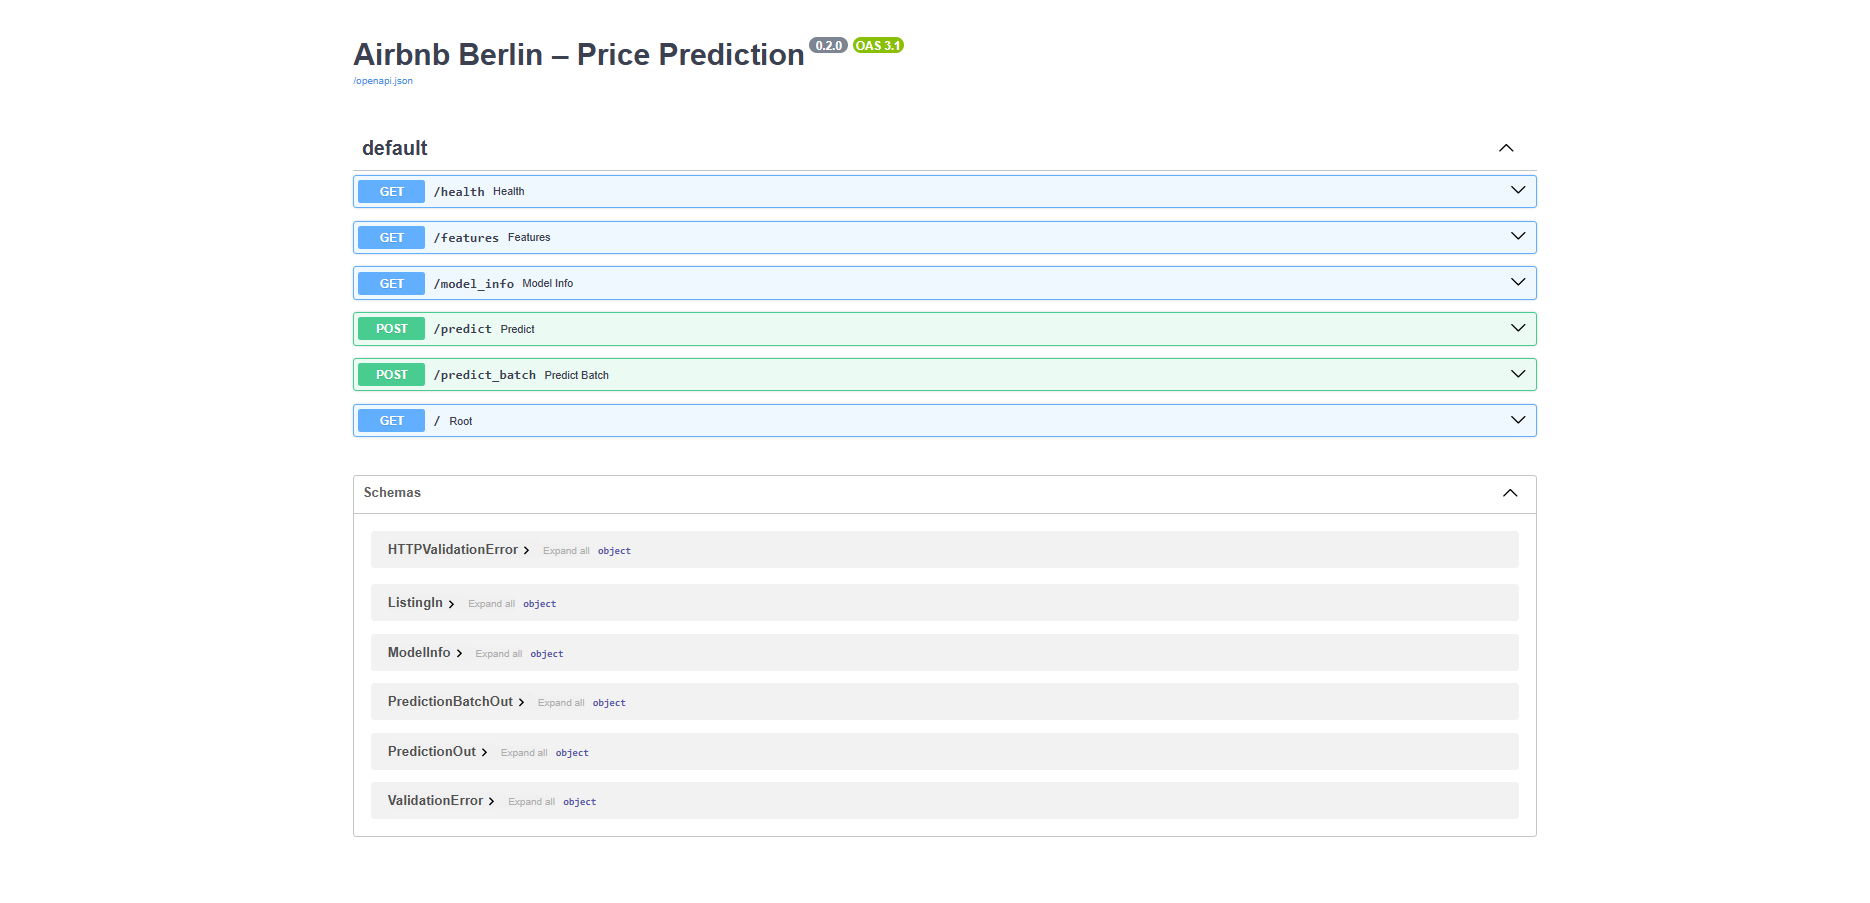 Airbnb Berlin – Price Prediction 0.2.0 OAS 3.1
/openapi.json
default
GET /health Health
GET /features Features
GET /model_info Model Info
POST /predict Predict
POST /predict_batch Predict Batch
GET / Root
Schemas
HTTPValidationError Expand all object
ListingIn Expand all object
ModelInfo Expand all object
PredictionBatchOut Expand all object
PredictionOut Expand all object
ValidationError Expand all object